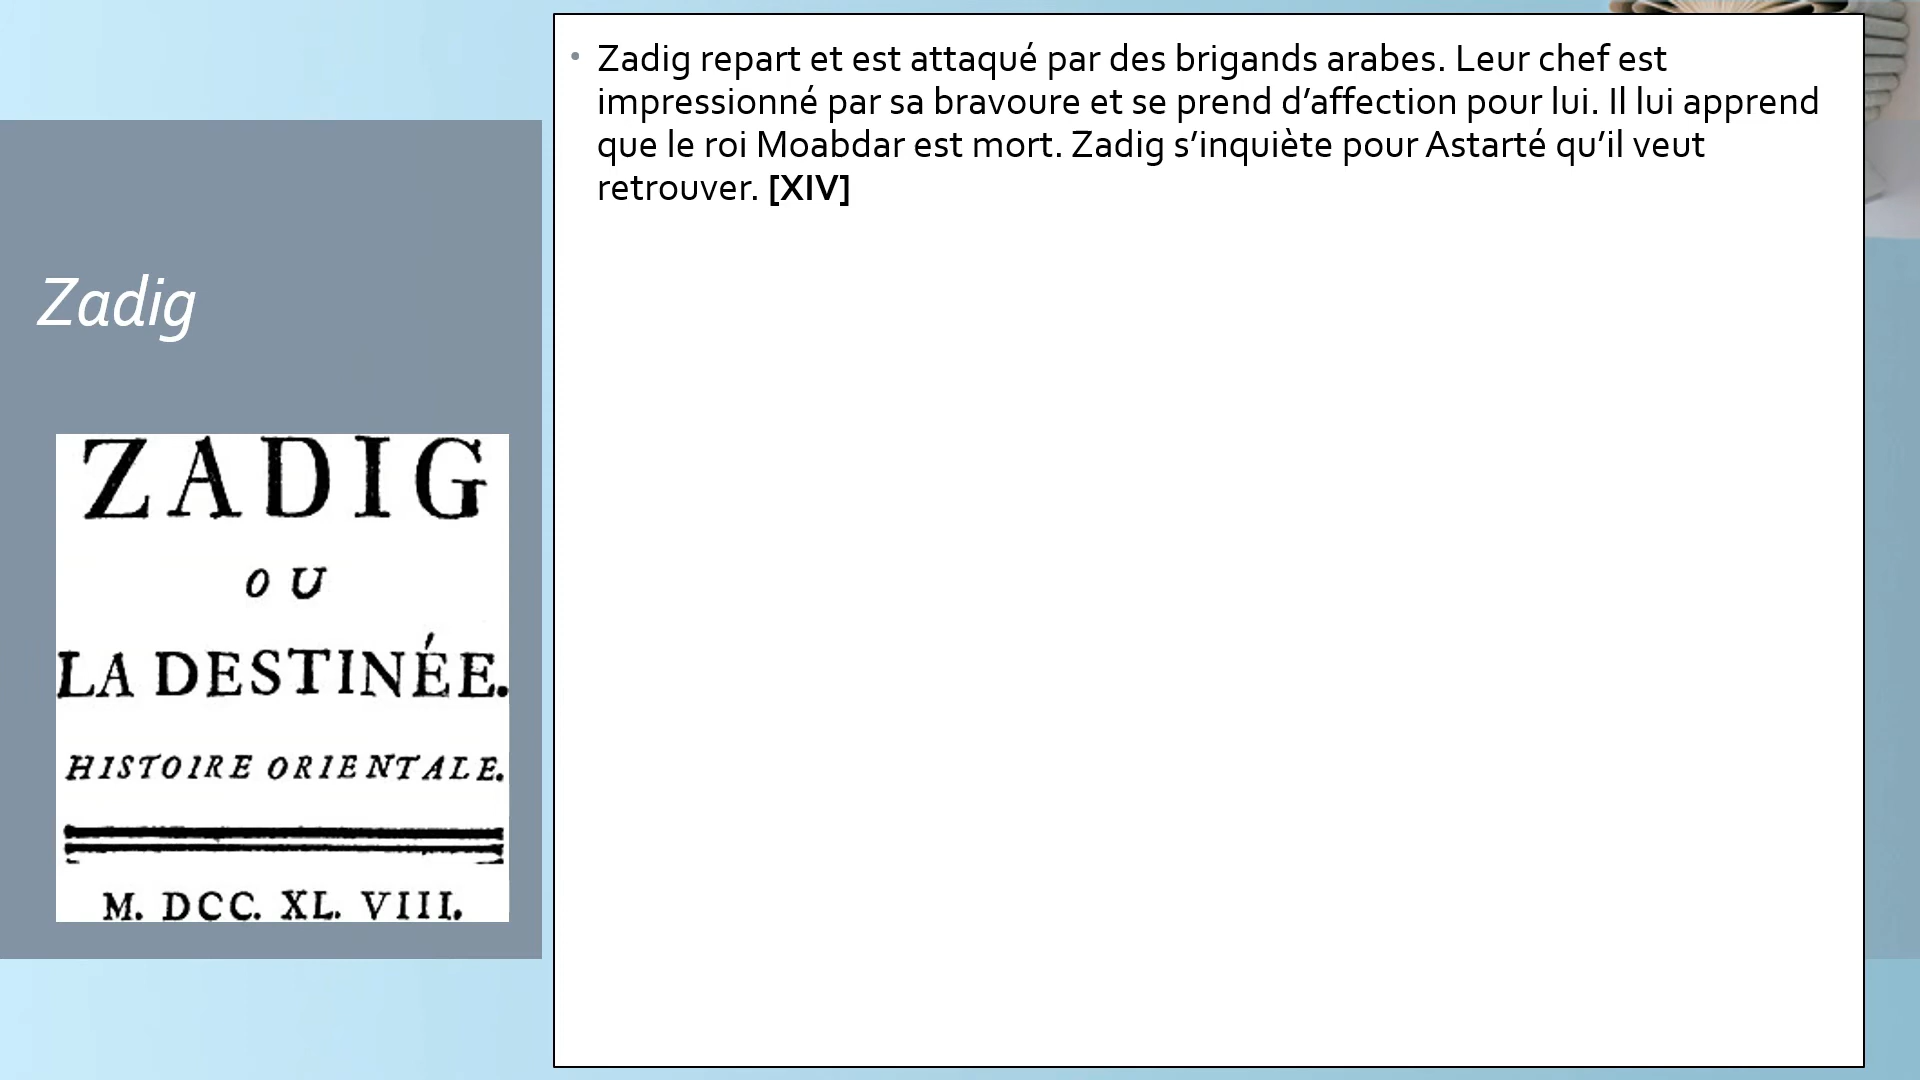 Zadig
ZADIG
OU
LA DESTINÉE.
HISTOIRE ORIENTALE.
M. DCC. XL. VIII.
• Zadig repart et est attaqué par des brigands arabes. Leur chef est
impressionné par sa bravoure et se prend d’affection pour lui. Il lui apprend
que le roi Moabdar est mort. Zadig s’inquiète pour Astarté qu’il veut
retrouver. [XIV]